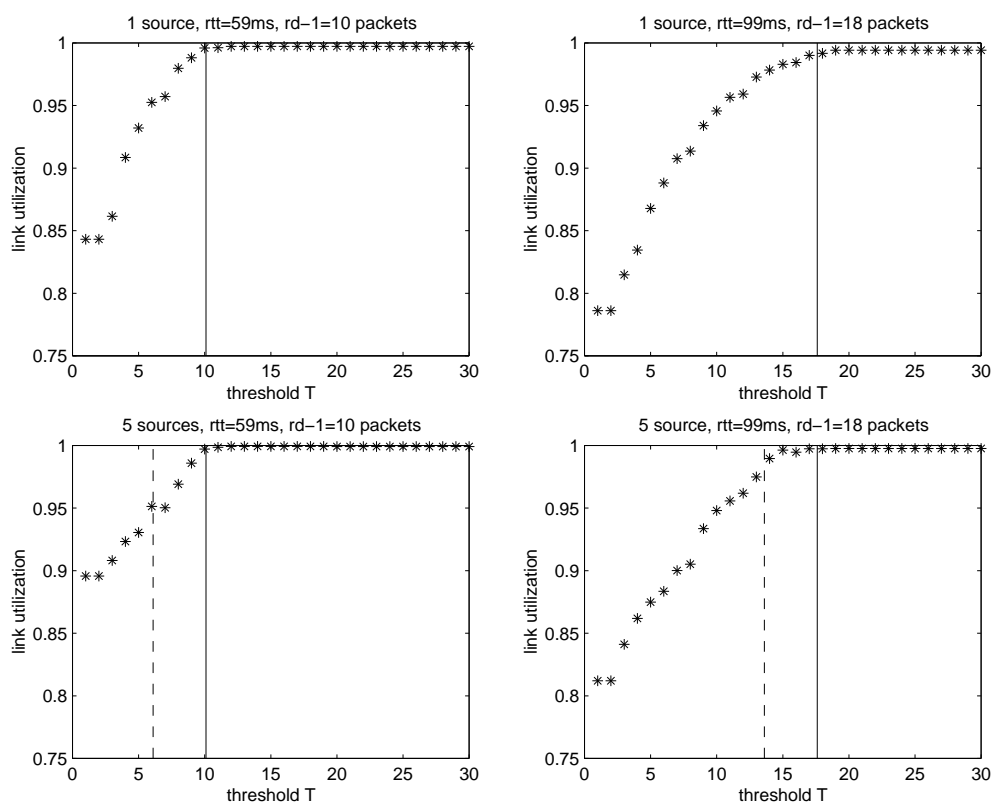 1 source, rtt=59ms, rd−1=10 packets
1
0.95
0.9
0.85
0.8
0.75
link utilization
0 5 10 15 20 25 30
threshold T
1 source, rtt=99ms, rd−1=18 packets
1
0.95
0.9
0.85
0.8
0.75
link utilization
0 5 10 15 20 25 30
threshold T
5 sources, rtt=59ms, rd−1=10 packets
1
0.95
0.9
0.85
0.8
0.75
link utilization
0 5 10 15 20 25 30
threshold T
5 source, rtt=99ms, rd−1=18 packets
1
0.95
0.9
0.85
0.8
0.75
link utilization
0 5 10 15 20 25 30
threshold T